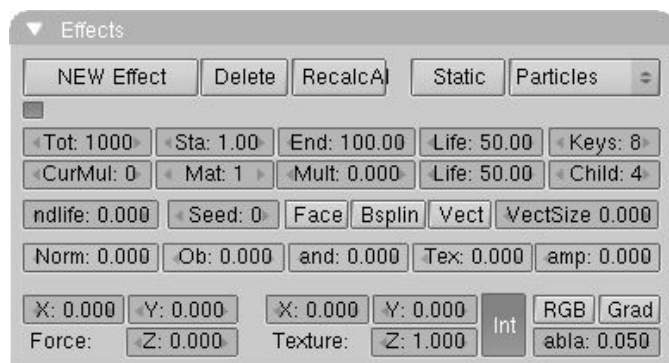 Effects
NEW Effect Delete RecalcAl Static Particles
Tot: 1000 Sta: 1.00 End: 100.00 Life: 50.00 Keys: 8
CurMul: 0 Mat: 1 Mult: 0.000 Life: 50.00 Child: 4
ndlife: 0.000 Seed: 0 Face Bsplin Vect VectSize 0.000
Norm: 0.000 Ob: 0.000 and: 0.000 Tex: 0.000 amp: 0.000
X: 0.000 Y: 0.000 X: 0.000 Y: 0.000 Int RGB Grad
Force: Z: 0.000 Texture: Z: 1.000 abla: 0.050